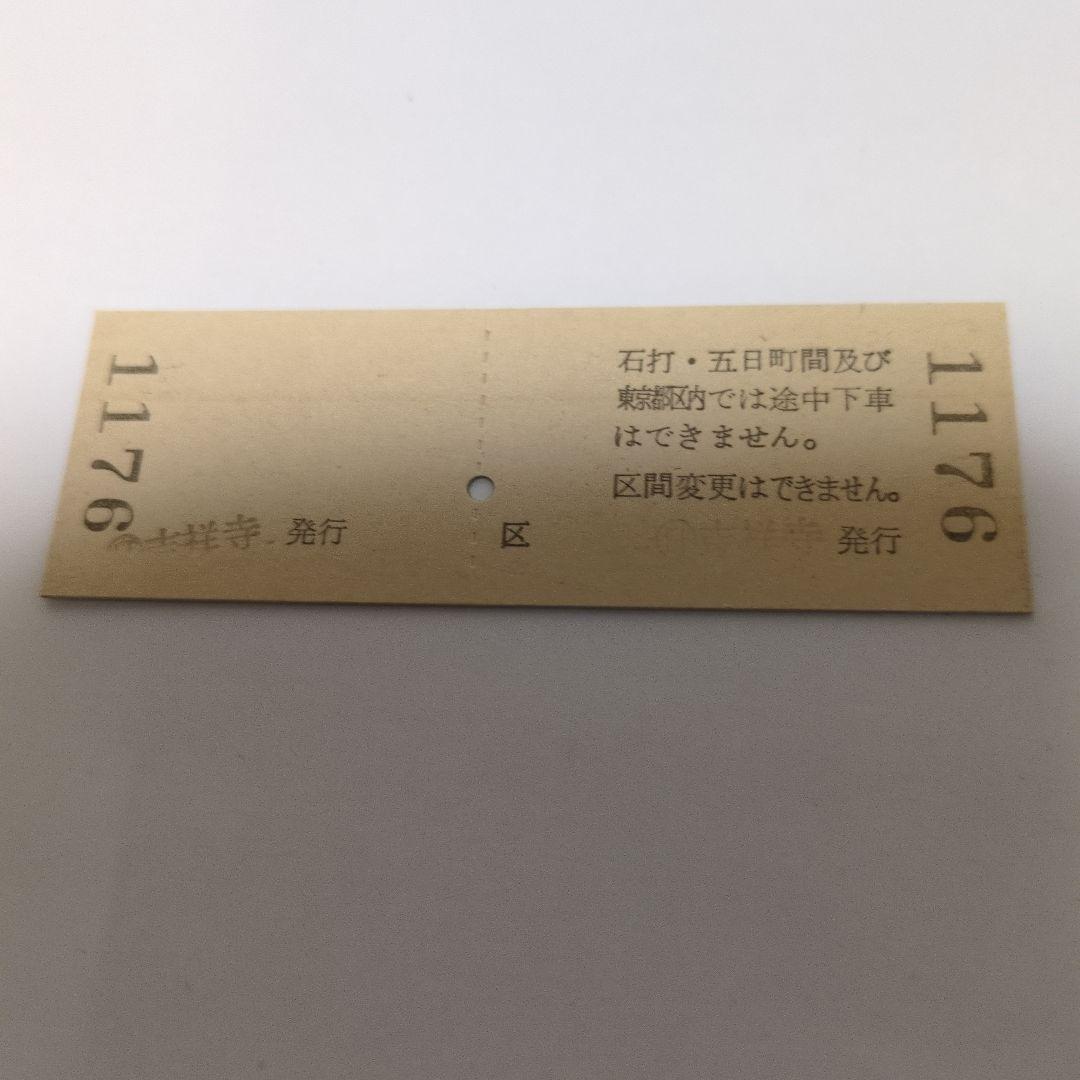 1176
吉祥寺 発行
区
石打・五日町間及び
東京都区内では途中下車
はできません。
区間変更はできません。
①吉祥寺 発行
1176